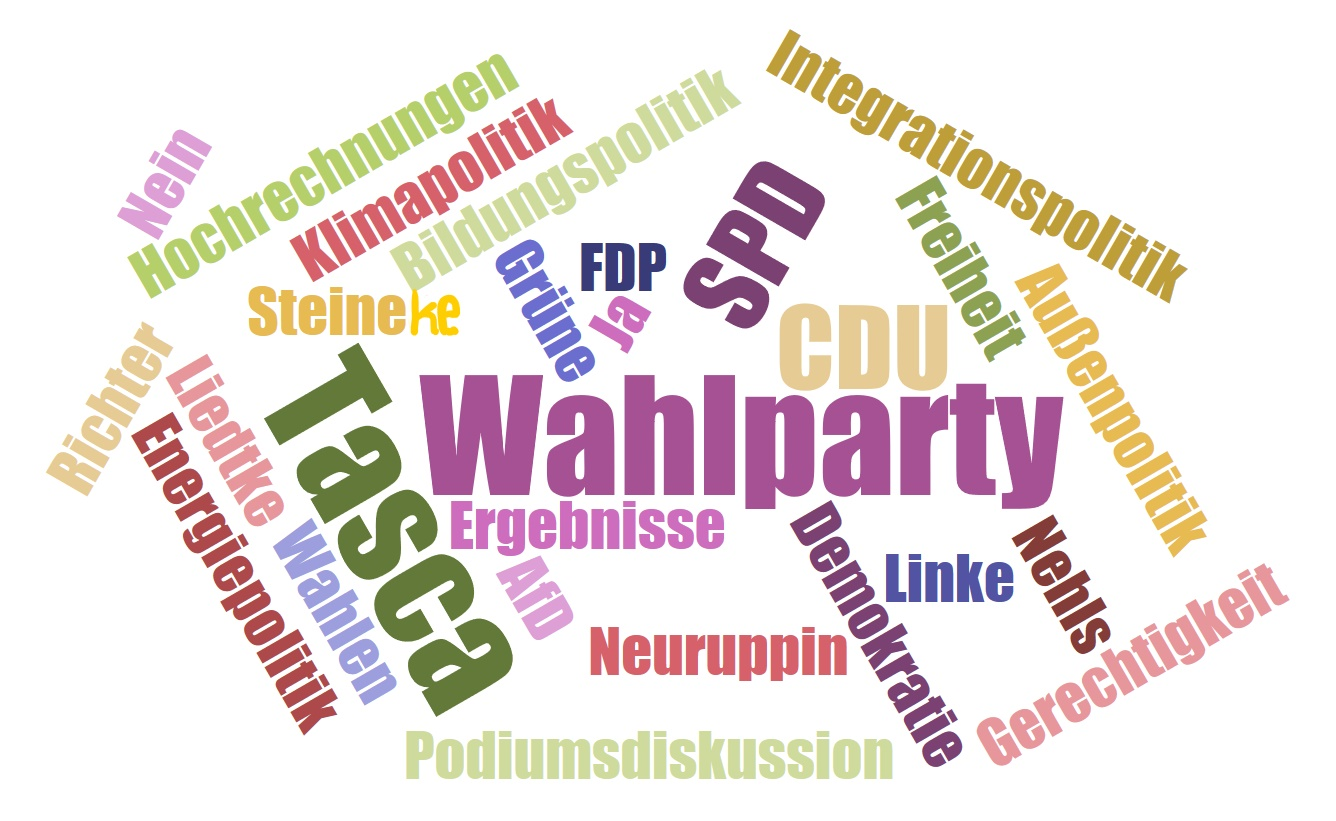 Integrationspolitik
Hochrechnungen
Klimapolitik
Bildungspolitik
Nein
SPD
Freiheit
Grüne
FDP
Ja
Außenpolitik
Steineke
CDU
Richter
Liedtke
Tasca
Wahlparty
Energiepolitik
Ergebnisse
Wahlen
AfD
Demokratie
Linke
Nehls
Neuruppin
Gerechtigkeit
Podiumsdiskussion